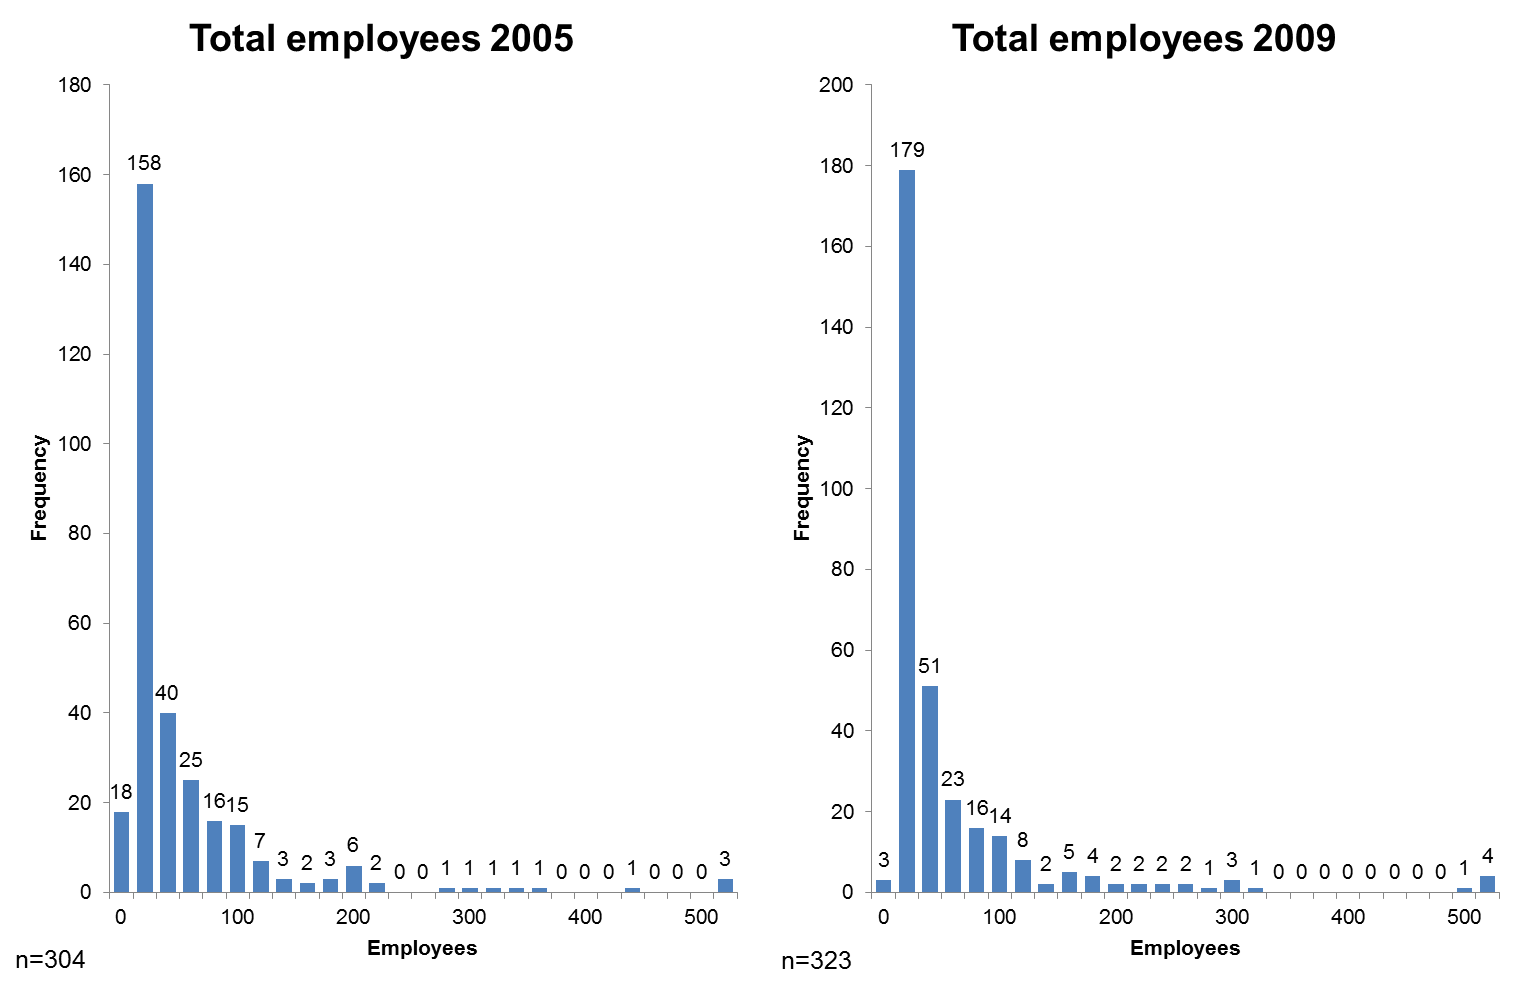 Total employees 2005
180
160
140
120
100
80
60
40
20
0
Frequency
158
40
25
18
16 15
7
3 2 3 6 2 0 0 1 1 1 1 1 0 0 0 1 0 0 0 3
0 100 200 300 400 500
Employees
n=304
Total employees 2009
200
180
160
140
120
100
80
60
40
20
0
Frequency
179
51
23
16 14
3
8
2 5 4 2 2 2 2 1 3 1 0 0 0 0 0 0 0 0 1 4
0 100 200 300 400 500
Employees
n=323